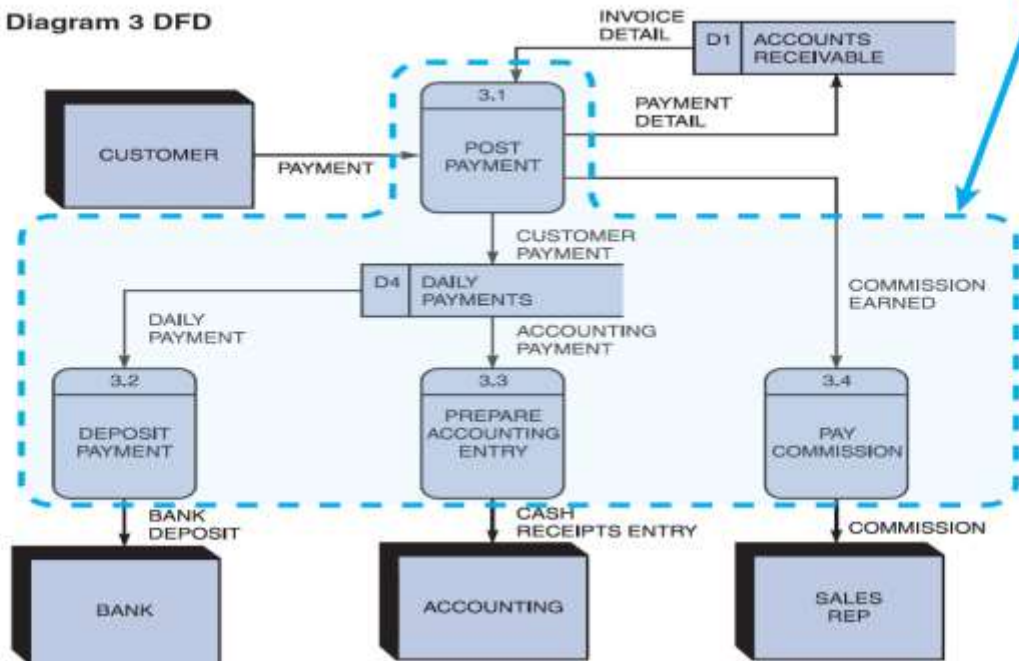 Diagram 3 DFD
INVOICE
DETAIL
D1
ACCOUNTS
RECEIVABLE
3.1
POST
PAYMENT
PAYMENT
DETAIL
CUSTOMER
PAYMENT
CUSTOMER
PAYMENT
D4
DAILY
PAYMENTS
COMMISSION
EARNED
DAILY
PAYMENT
ACCOUNTING
PAYMENT
3.2
DEPOSIT
PAYMENT
3.3
PREPARE
ACCOUNTING
ENTRY
3.4
PAY
COMMISSION
BANK
DEPOSIT
CASH
RECEIPTS ENTRY
COMMISSION
BANK
ACCOUNTING
SALES
REP